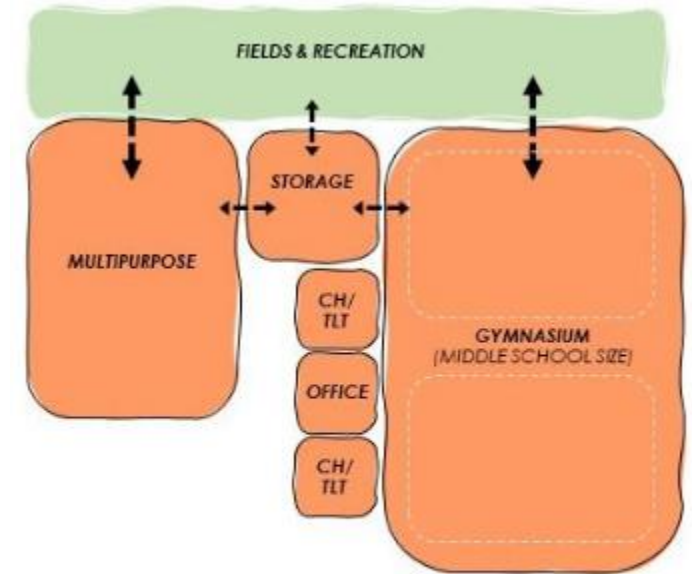 FIELDS & RECREATION
STORAGE
MULTIPURPOSE
CH/
TLT
GYMNASIUM
(MIDDLE SCHOOL SIZE)
OFFICE
CH/
TLT